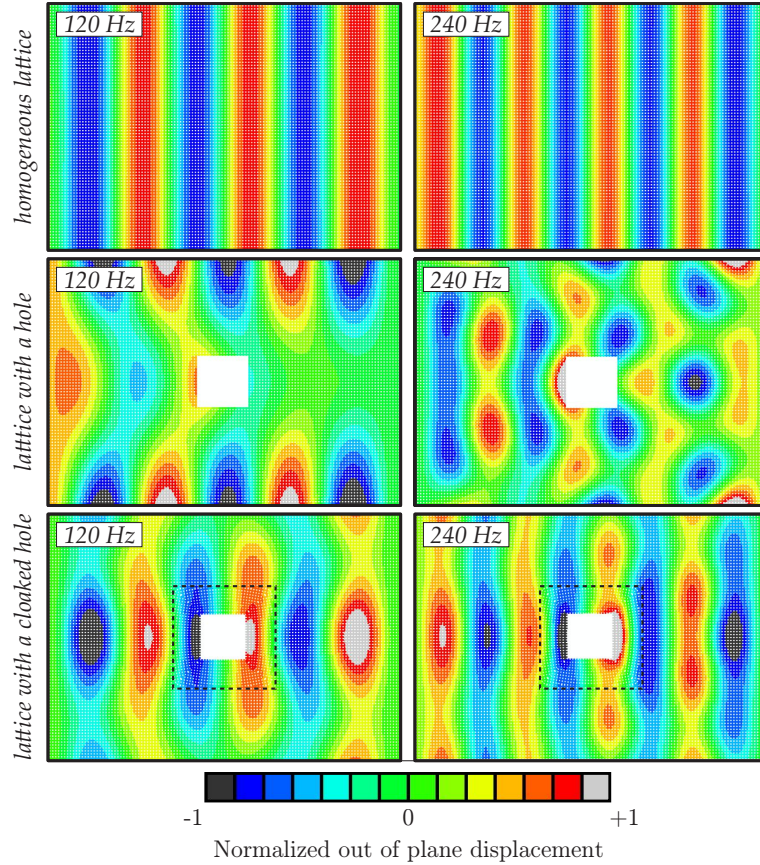 120 Hz
240 Hz
homogeneous lattice
120 Hz
240 Hz
latttice with a hole
120 Hz
240 Hz
lattice with a cloaked hole
-1
0
+1
Normalized out of plane displacement